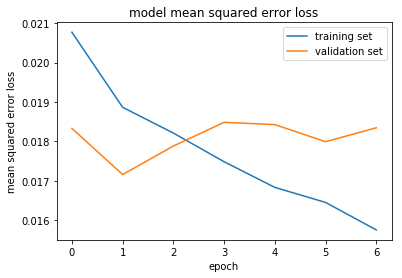 model mean squared error loss
0.021
0.020
0.019
0.018
0.017
0.016
mean squared error loss
training set
validation set
0 1 2 3 4 5 6
epoch